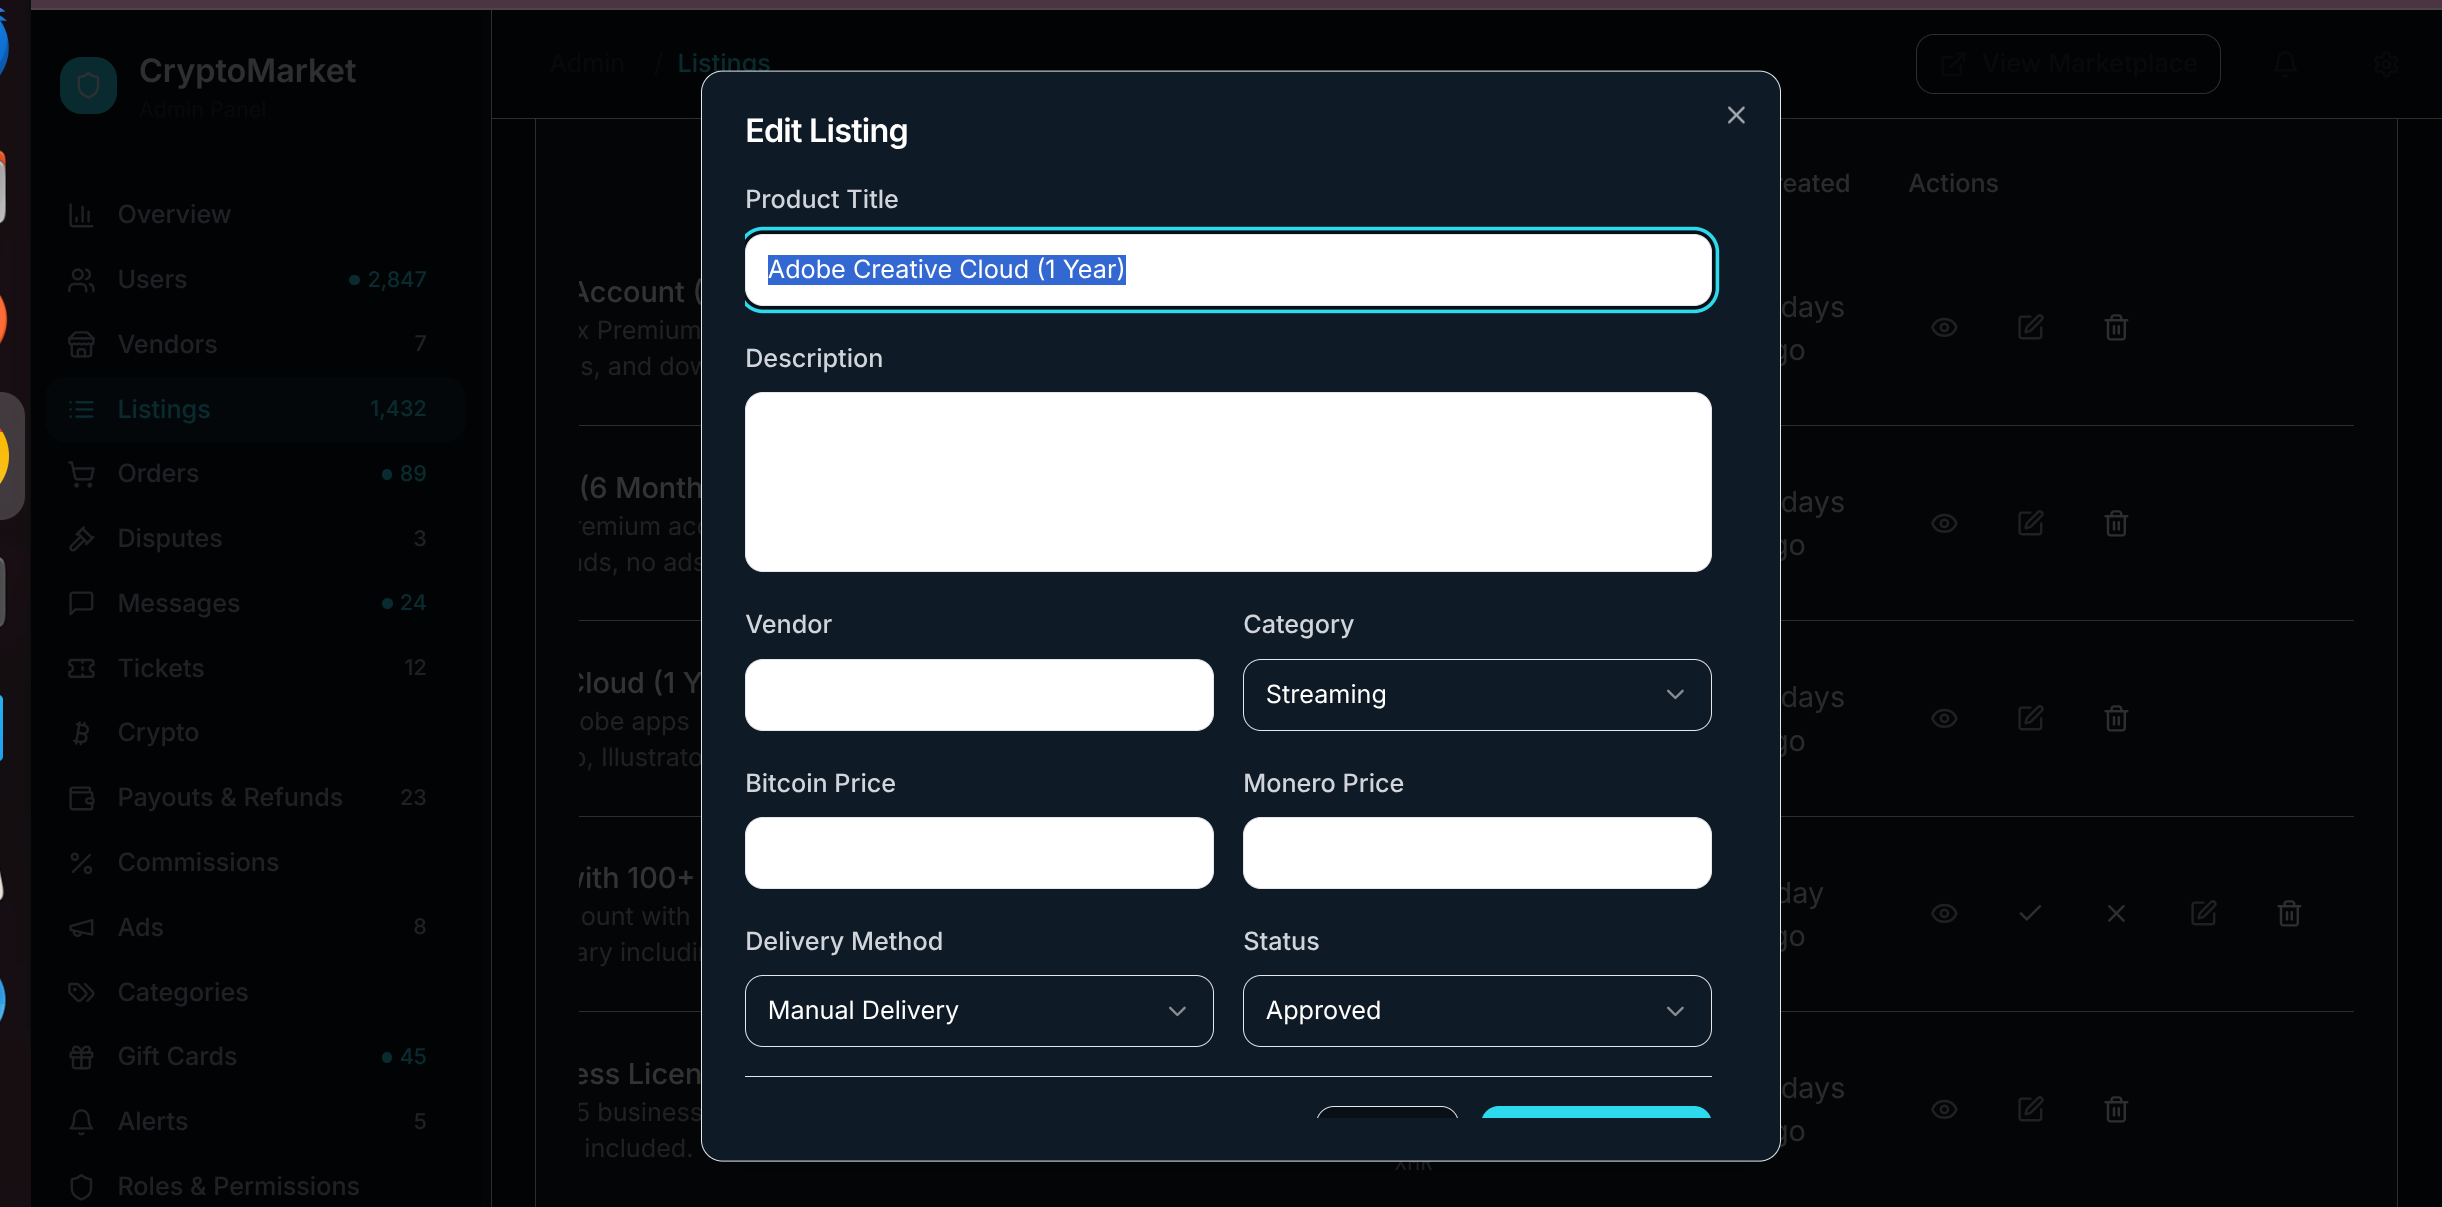 CryptoMarket
Admin Panel
Overview
Users 2,847
Vendors 7
Listings 1,432
Orders 89
Disputes 3
Messages 24
Tickets 12
Crypto
Payouts & Refunds 23
Commissions
Ads 8
Categories
Gift Cards 45
Alerts 5
Roles & Permissions
Admin / Listings
View Marketplace
eated Actions
Account (
x Premium
s, and dow
days
go
(6 Month
remium acc
ads, no ads
days
go
Cloud (1 Y
obe apps
p, Illustrato
days
go
with 100+
ount with
ary includi
day
go
ess Licen
5 business
included.
days
go
XMR
Edit Listing
Product Title
Adobe Creative Cloud (1 Year)
Description
Vendor Category
Streaming
Bitcoin Price Monero Price
Delivery Method Status
Manual Delivery Approved